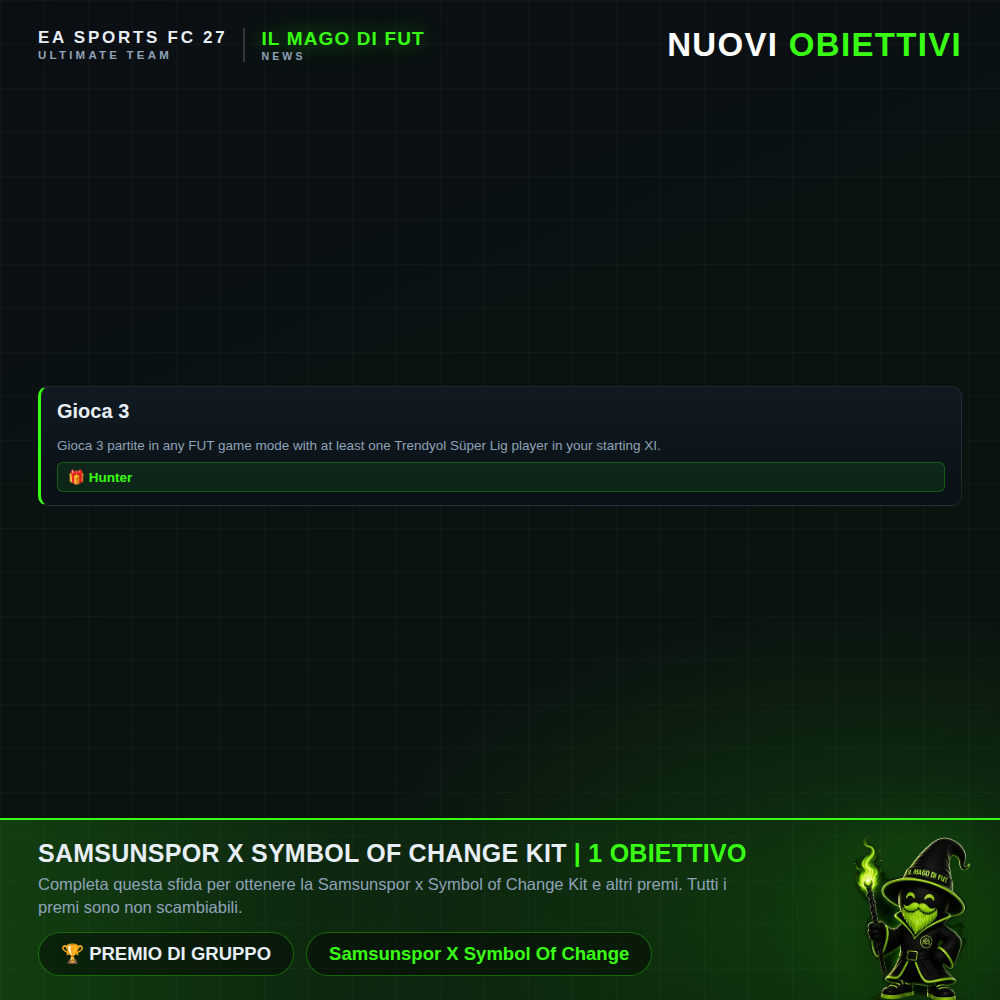 EA SPORTS FC 27
ULTIMATE TEAM
IL MAGO DI FUT
NEWS
NUOVI OBIETTIVI
Gioca 3
Gioca 3 partite in any FUT game mode with at least one Trendyol Süper Lig player in your starting XI.
🎁 Hunter
SAMSUNSPOR X SYMBOL OF CHANGE KIT | 1 OBIETTIVO
Completa questa sfida per ottenere la Samsunspor x Symbol of Change Kit e altri premi. Tutti i
premi sono non scambiabili.
🏆 PREMIO DI GRUPPO
Samsunspor X Symbol Of Change
IL MAGO DI FUT